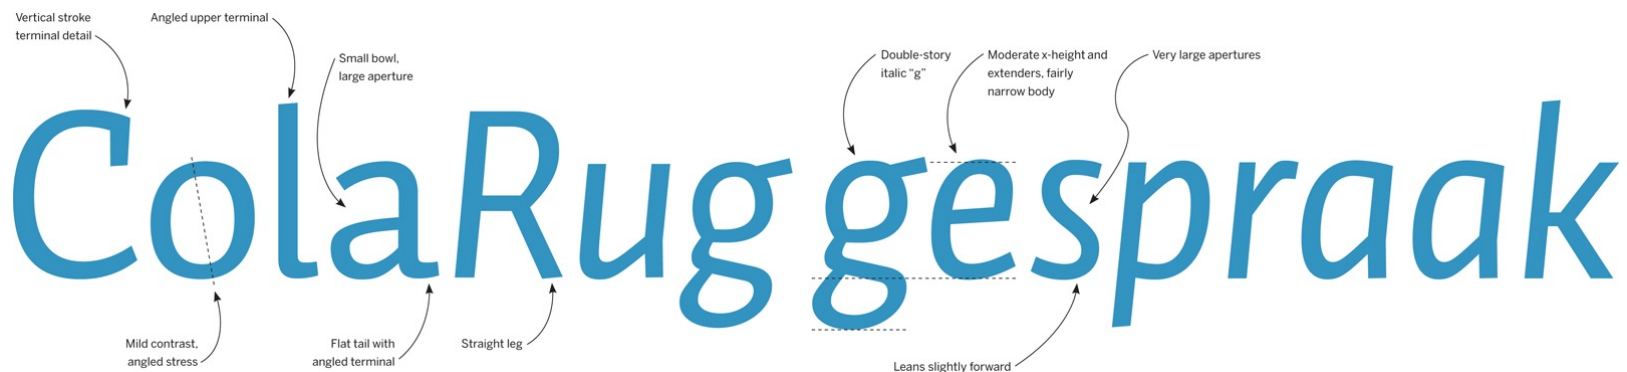 Vertical stroke
terminal detail
Angled upper terminal
Small bowl,
large aperture
Double-story
italic “g”
Moderate x-height and
extenders, fairly
narrow body
Very large apertures
ColaRug gespraak
Mild contrast,
angled stress
Flat tail with
angled terminal
Straight leg
Leans slightly forward